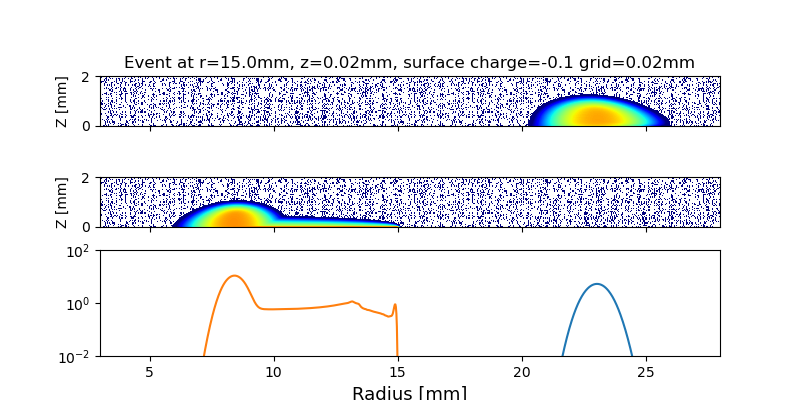 Event at r=15.0mm, z=0.02mm, surface charge=-0.1 grid=0.02mm
2
Z [mm]
0
2
Z [mm]
0
10²
10⁰
10⁻²
5 10 15 20 25
Radius [mm]